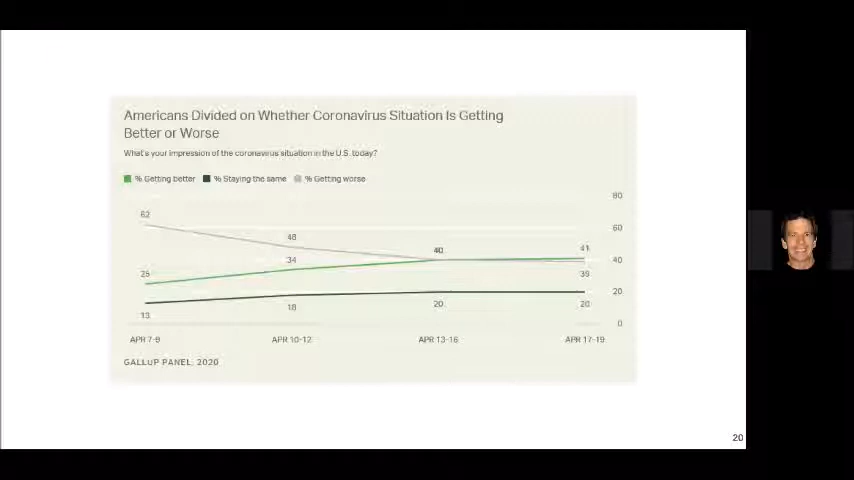 Americans Divided on Whether Coronavirus Situation Is Getting
Better or Worse
What's your impression of the coronavirus situation in the U.S. today?
% Getting better % Staying the same % Getting worse
80
62
60
48
40
41
34
40
25
39
20
13
18
20
20
0
APR 7-9 APR 10-12 APR 13-16 APR 17-19
GALLUP PANEL, 2020
20